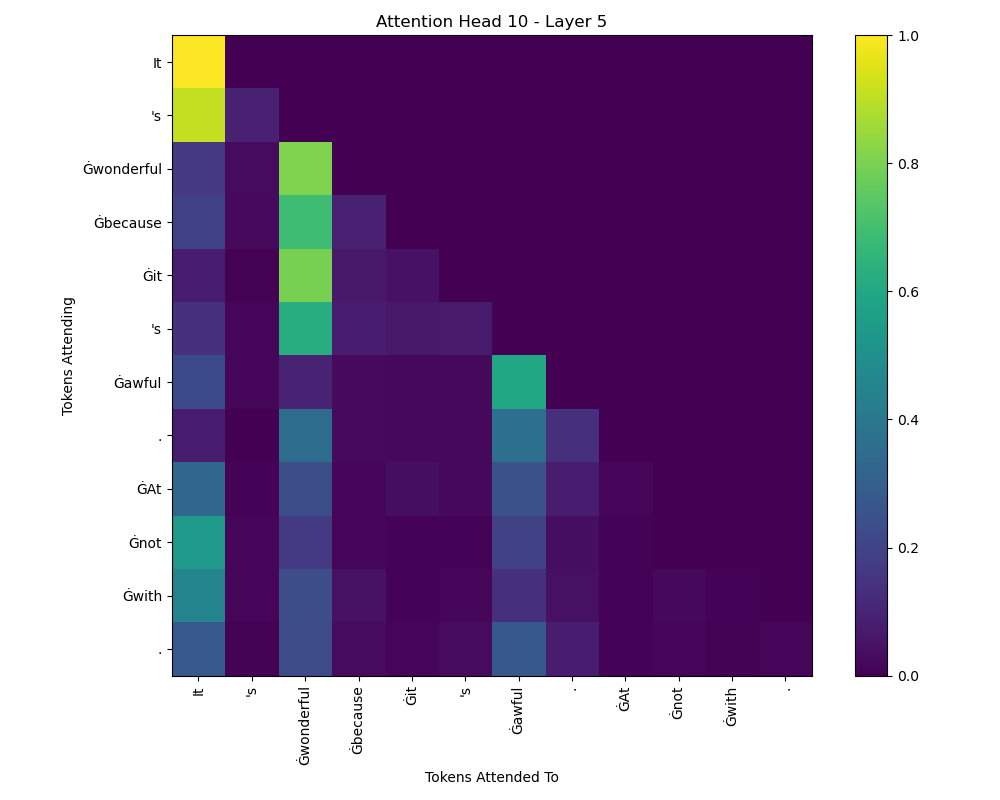 Attention Head 10 - Layer 5
Tokens Attending
It
's
Ġwonderful
Ġbecause
Ġit
's
Ġawful
.
ĠAt
Ġnot
Ġwith
.
It
's
Ġwonderful
Ġbecause
Ġit
's
Ġawful
.
ĠAt
Ġnot
Ġwith
.
Tokens Attended To
1.0
0.8
0.6
0.4
0.2
0.0